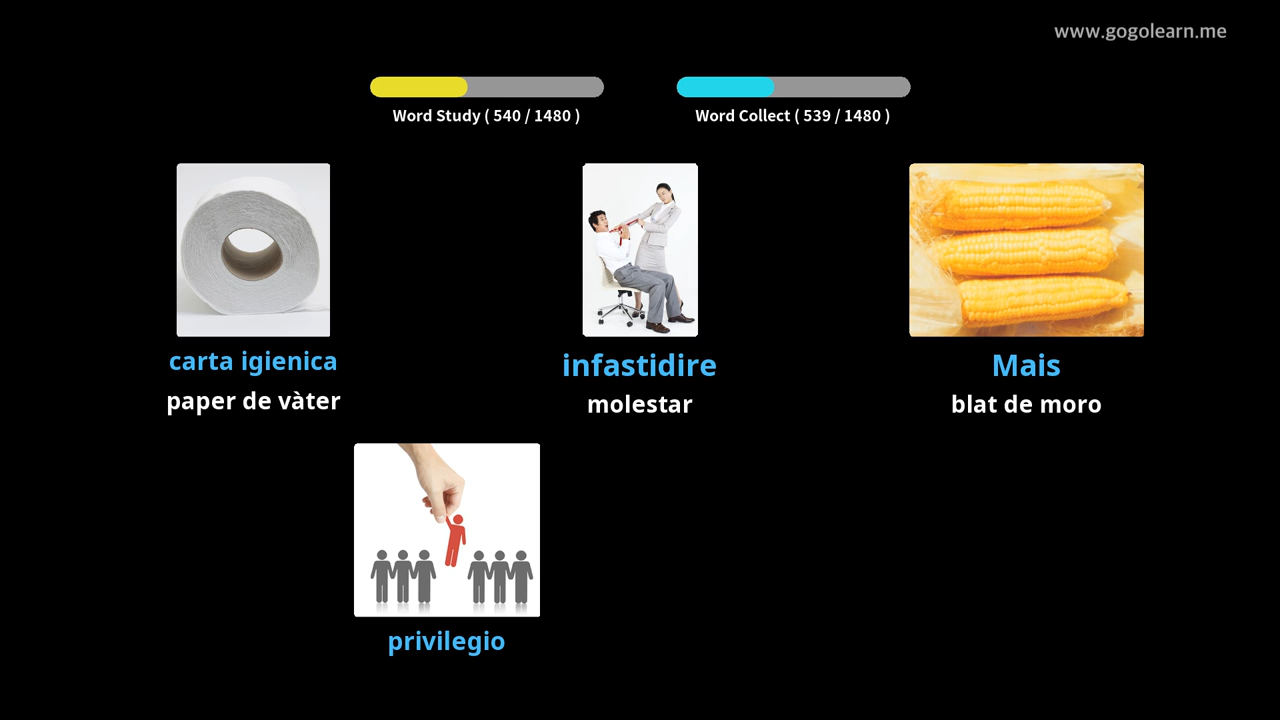 www.gogolearn.me
Word Study ( 540 / 1480 )
Word Collect ( 539 / 1480 )
carta igienica
infastidire
Mais
paper de vàter
molestar
blat de moro
privilegio